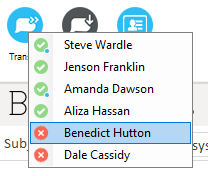 Trans
Steve Wardle
Jenson Franklin
Amanda Dawson
Aliza Hassan
B
Benedict Hutton
Sub
sys
Dale Cassidy